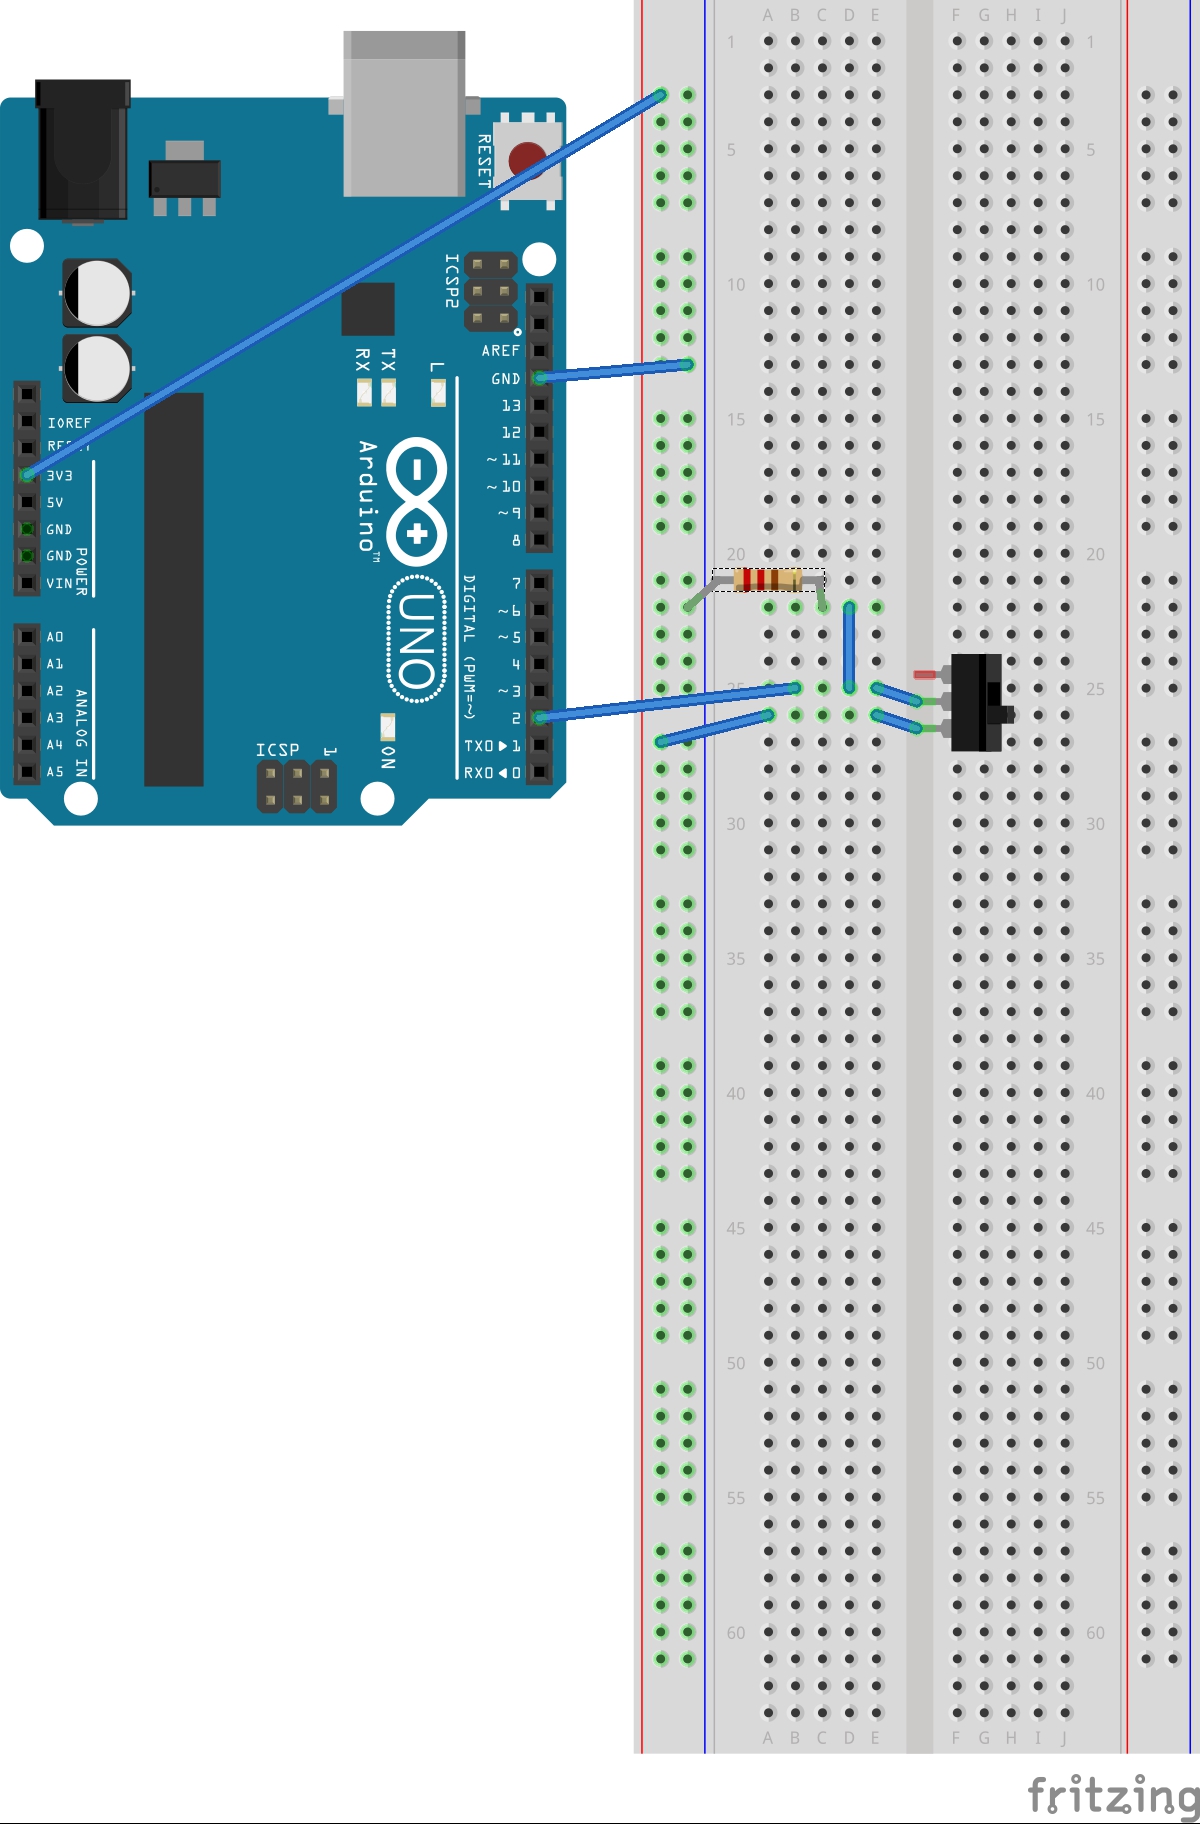 A B C D E F G H I J
1 1
5 5
10 10
15 15
20 20
25 25
30 30
35 35
40 40
45 45
50 50
55 55
60 60
A B C D E F G H I J
RESET
ICSP2
AREF
GND
13
12
~11
~10
~9
8
7
~6
~5
4
~3
2
TX0▶1
RX0◀0
DIGITAL (PWM=~)
RX
TX
L
Arduino™
UNO
IOREF
RESET
3V3
5V
GND
GND
VIN
POWER
A0
A1
A2
A3
A4
A5
ANALOG IN
ICSP
1
ON
fritzing